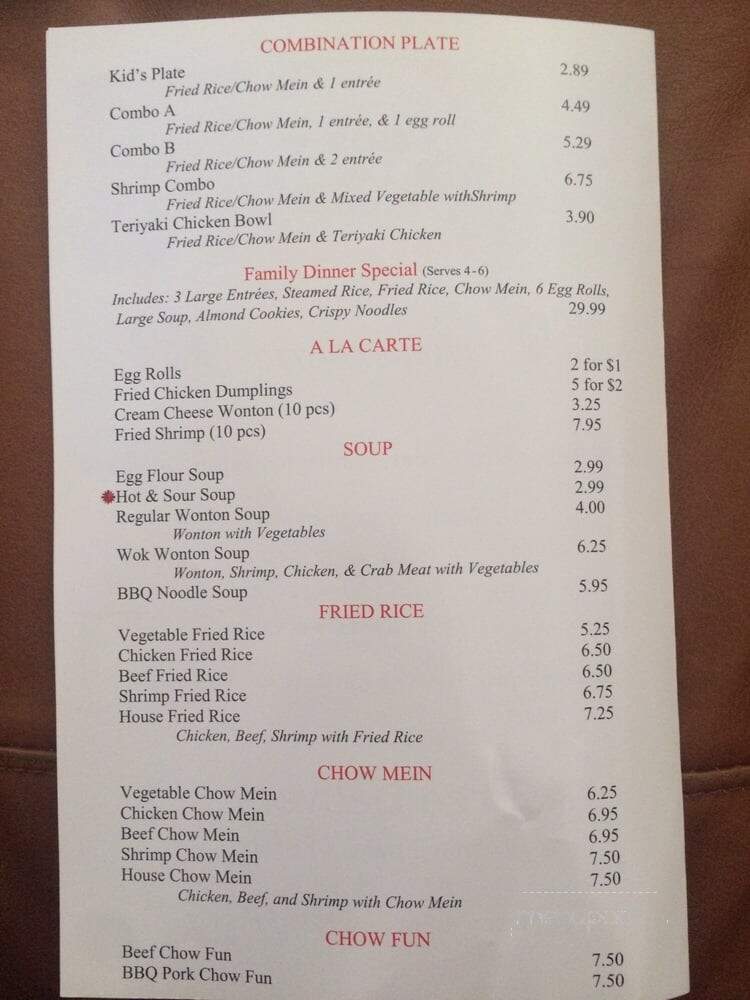 COMBINATION PLATE
Kid's Plate 2.89
Fried Rice/Chow Mein & 1 entrée
Combo A 4.49
Fried Rice/Chow Mein, 1 entrée, & 1 egg roll
Combo B 5.29
Fried Rice/Chow Mein & 2 entrée
Shrimp Combo 6.75
Fried Rice/Chow Mein & Mixed Vegetable withShrimp
Teriyaki Chicken Bowl 3.90
Fried Rice/Chow Mein & Teriyaki Chicken
Family Dinner Special (Serves 4-6)
Includes: 3 Large Entrées, Steamed Rice, Fried Rice, Chow Mein, 6 Egg Rolls,
Large Soup, Almond Cookies, Crispy Noodles 29.99
A LA CARTE
Egg Rolls 2 for $1
Fried Chicken Dumplings 5 for $2
Cream Cheese Wonton (10 pcs) 3.25
Fried Shrimp (10 pcs) 7.95
SOUP
Egg Flour Soup 2.99
Hot & Sour Soup 2.99
Regular Wonton Soup 4.00
Wonton with Vegetables
Wok Wonton Soup 6.25
Wonton, Shrimp, Chicken, & Crab Meat with Vegetables
BBQ Noodle Soup 5.95
FRIED RICE
Vegetable Fried Rice 5.25
Chicken Fried Rice 6.50
Beef Fried Rice 6.50
Shrimp Fried Rice 6.75
House Fried Rice 7.25
Chicken, Beef, Shrimp with Fried Rice
CHOW MEIN
Vegetable Chow Mein 6.25
Chicken Chow Mein 6.95
Beef Chow Mein 6.95
Shrimp Chow Mein 7.50
House Chow Mein 7.50
Chicken, Beef, and Shrimp with Chow Mein
CHOW FUN
Beef Chow Fun 7.50
BBQ Pork Chow Fun 7.50